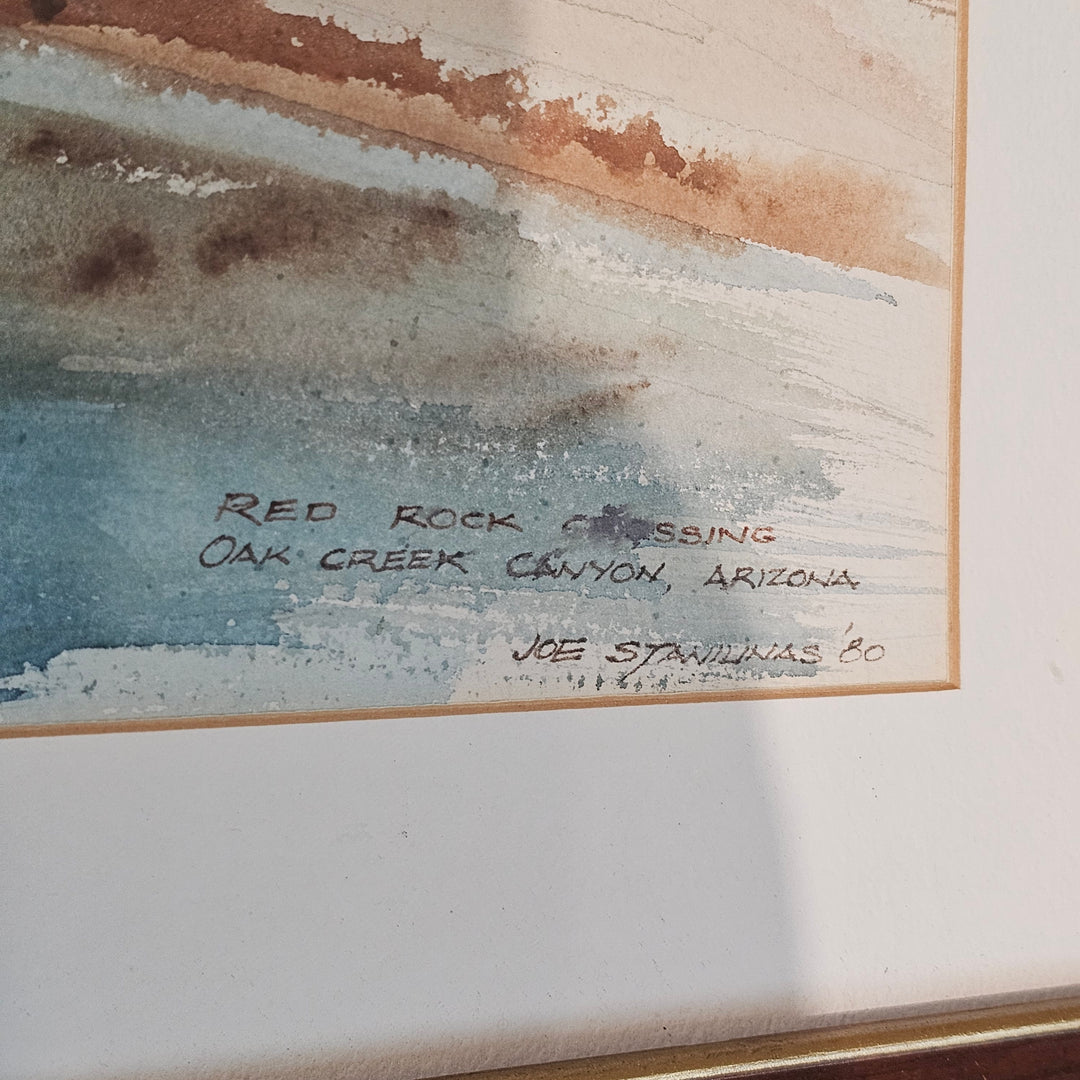 RED ROCK
OAK CREEK CANYON, ARIZONA
JOE STANILINAS '80